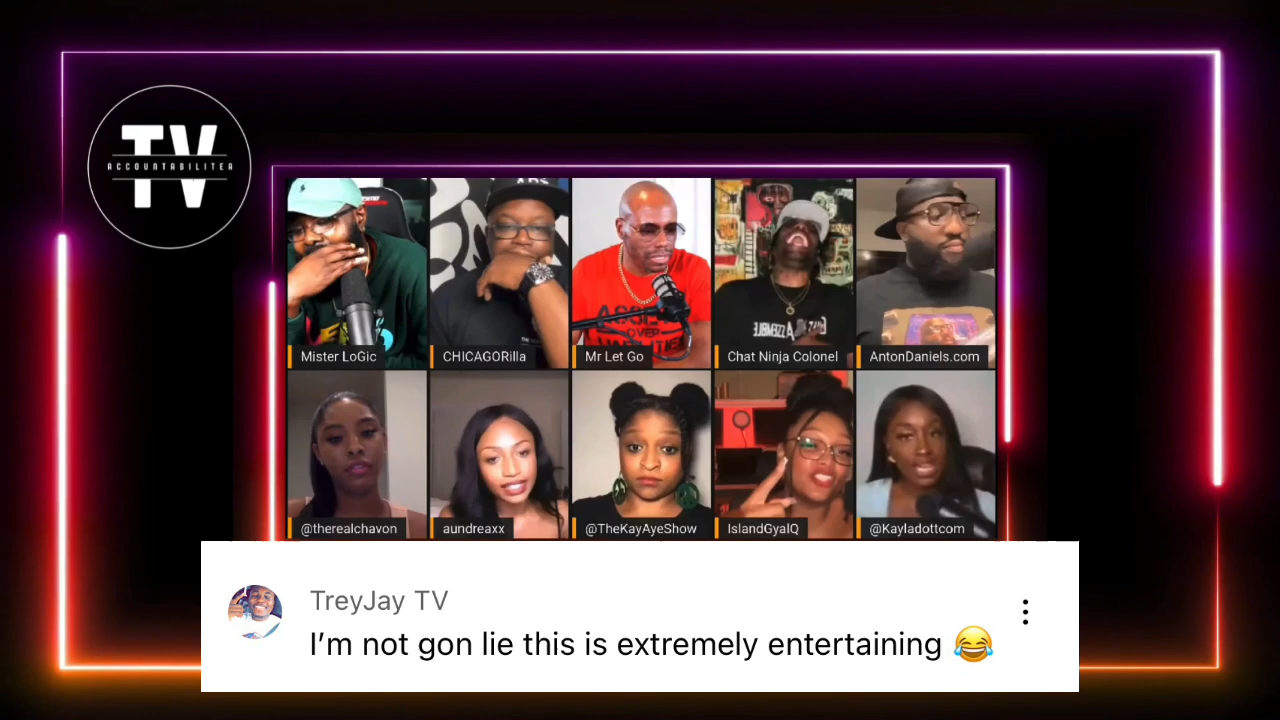 TV
ACCOUNTABILITEA
Mister LoGic
CHICAGORilla
Mr Let Go
Chat Ninja Colonel
AntonDaniels.com
@therealchavon
aundreaxx
@TheKayAyeShow
IslandGyalQ
@Kayladottcom
TreyJay TV
I’m not gon lie this is extremely entertaining 😂